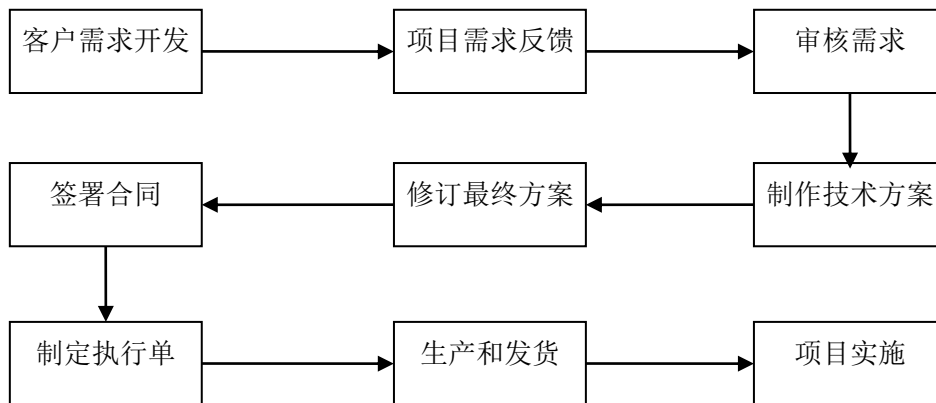 客户需求开发
项目需求反馈
审核需求
制作技术方案
修订最终方案
签署合同
制定执行单
生产和发货
项目实施